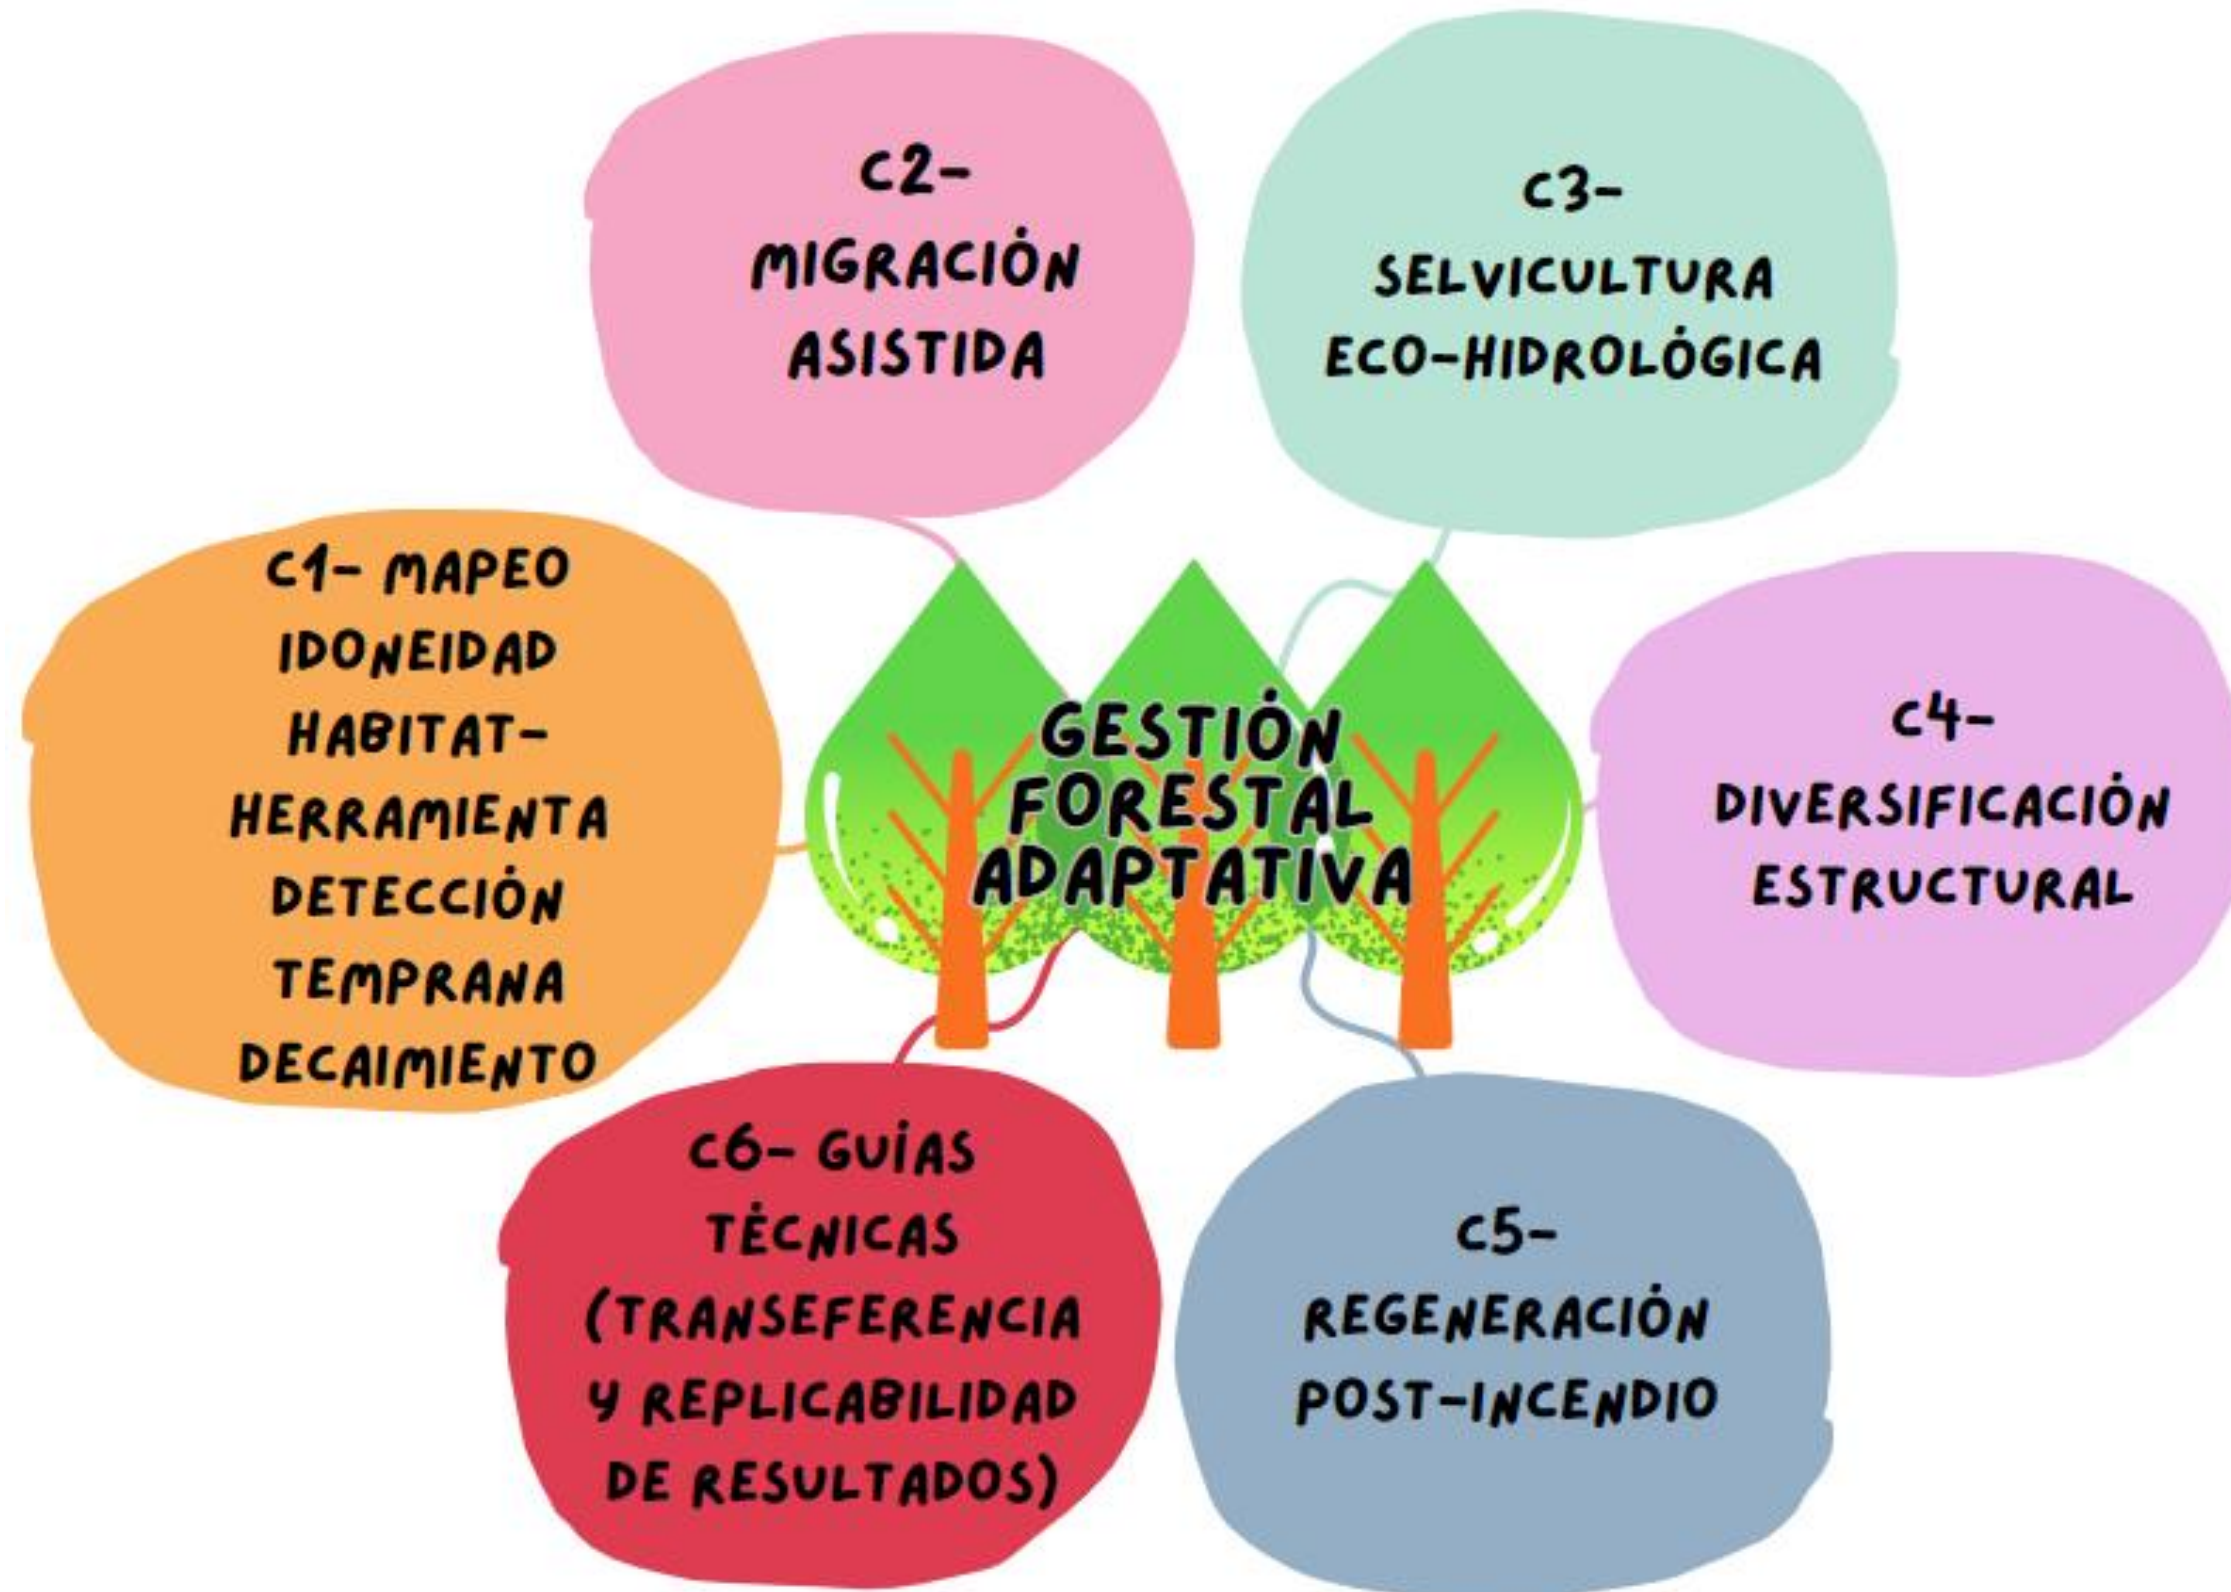 C2-
MIGRACIÓN
ASISTIDA
C3-
SELVICULTURA
ECO-HIDROLÓGICA
C1- MAPEO
IDONEIDAD
HABITAT-
HERRAMIENTA
DETECCIÓN
TEMPRANA
DECAIMIENTO
GESTIÓN
FORESTAL
ADAPTATIVA
C4-
DIVERSIFICACIÓN
ESTRUCTURAL
C6- GUÍAS
TÉCNICAS
(TRANSEFERENCIA
Y REPLICABILIDAD
DE RESULTADOS)
C5-
REGENERACIÓN
POST-INCENDIO